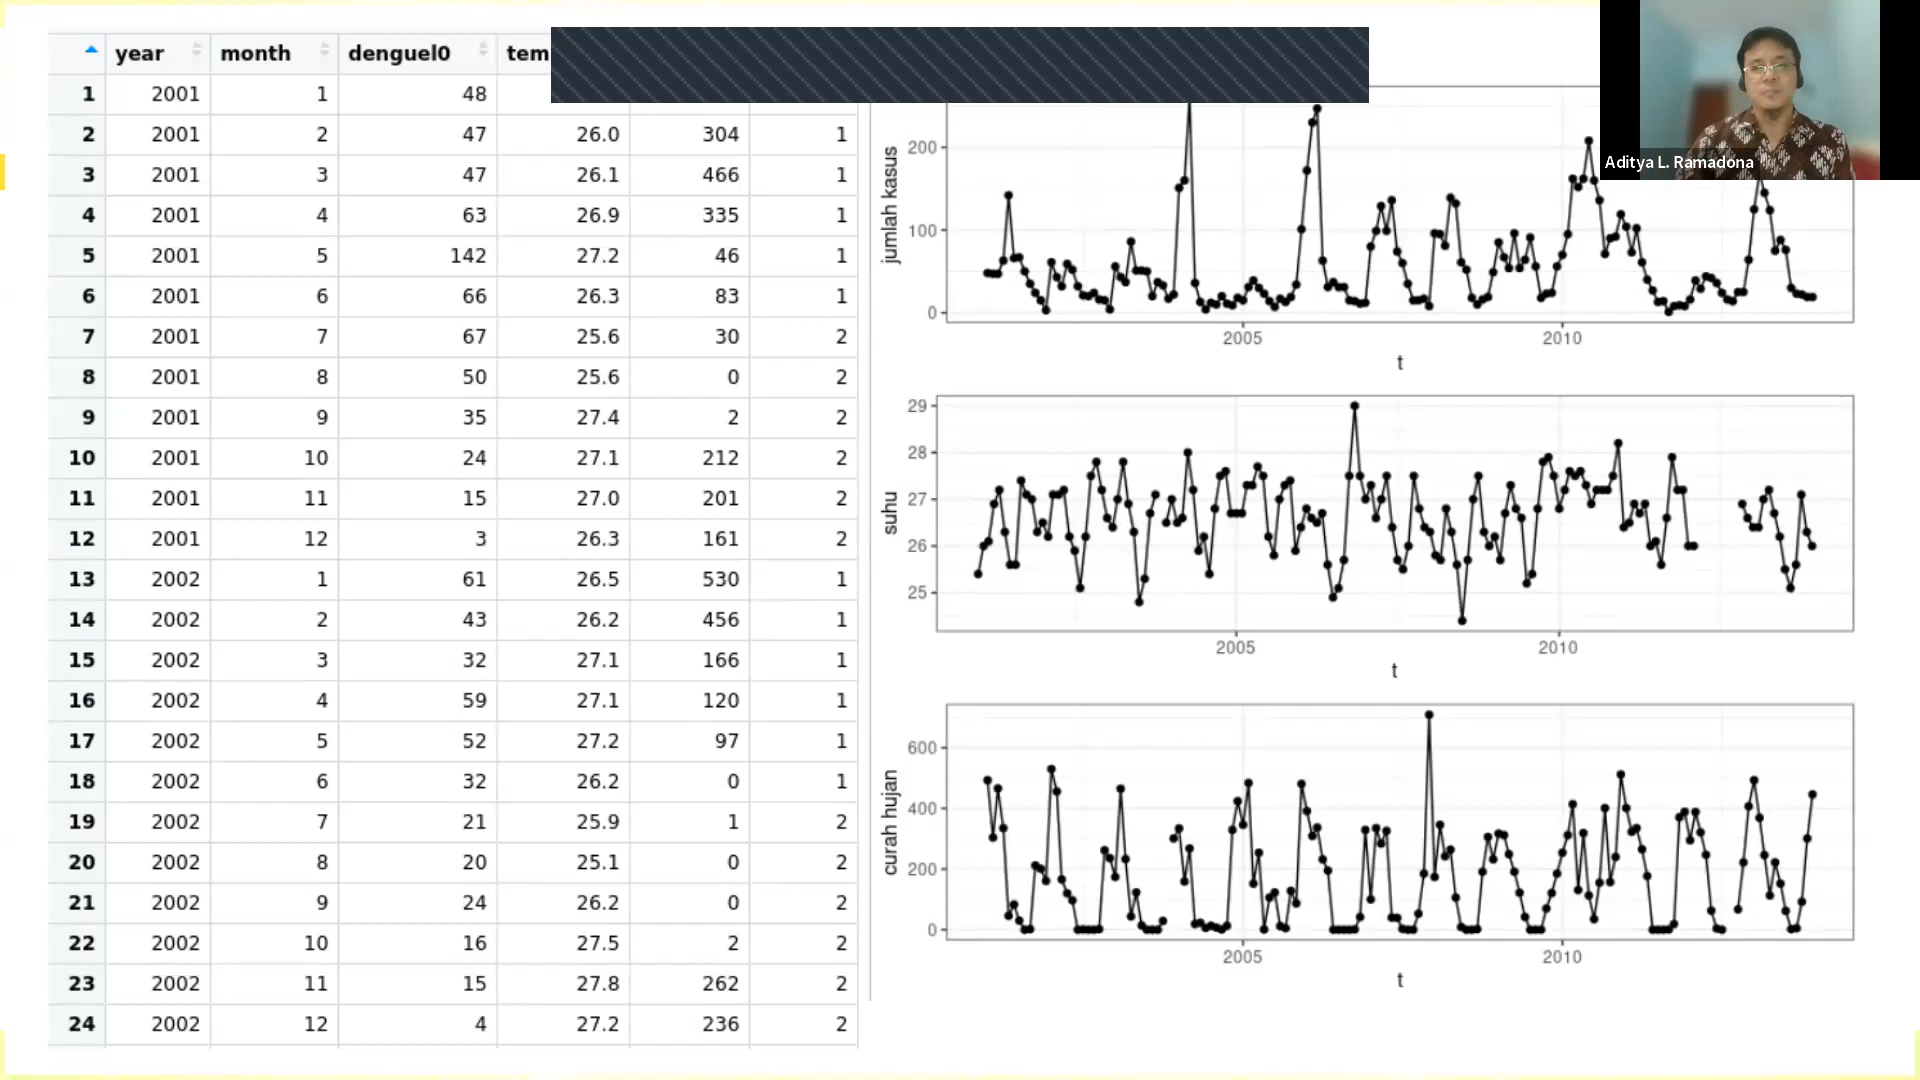 year month denguel0 tem
1 2001 1 48
2 2001 2 47 26.0 304 1
3 2001 3 47 26.1 466 1
4 2001 4 63 26.9 335 1
5 2001 5 142 27.2 46 1
6 2001 6 66 26.3 83 1
7 2001 7 67 25.6 30 2
8 2001 8 50 25.6 0 2
9 2001 9 35 27.4 2 2
10 2001 10 24 27.1 212 2
11 2001 11 15 27.0 201 2
12 2001 12 3 26.3 161 2
13 2002 1 61 26.5 530 1
14 2002 2 43 26.2 456 1
15 2002 3 32 27.1 166 1
16 2002 4 59 27.1 120 1
17 2002 5 52 27.2 97 1
18 2002 6 32 26.2 0 1
19 2002 7 21 25.9 1 2
20 2002 8 20 25.1 0 2
21 2002 9 24 26.2 0 2
22 2002 10 16 27.5 2 2
23 2002 11 15 27.8 262 2
24 2002 12 4 27.2 236 2
Aditya L. Ramadona
jumlah kasus
200
100
0
2005 2010
t
suhu
29
28
27
26
25
2005 2010
t
curah hujan
600
400
200
0
2005 2010
t